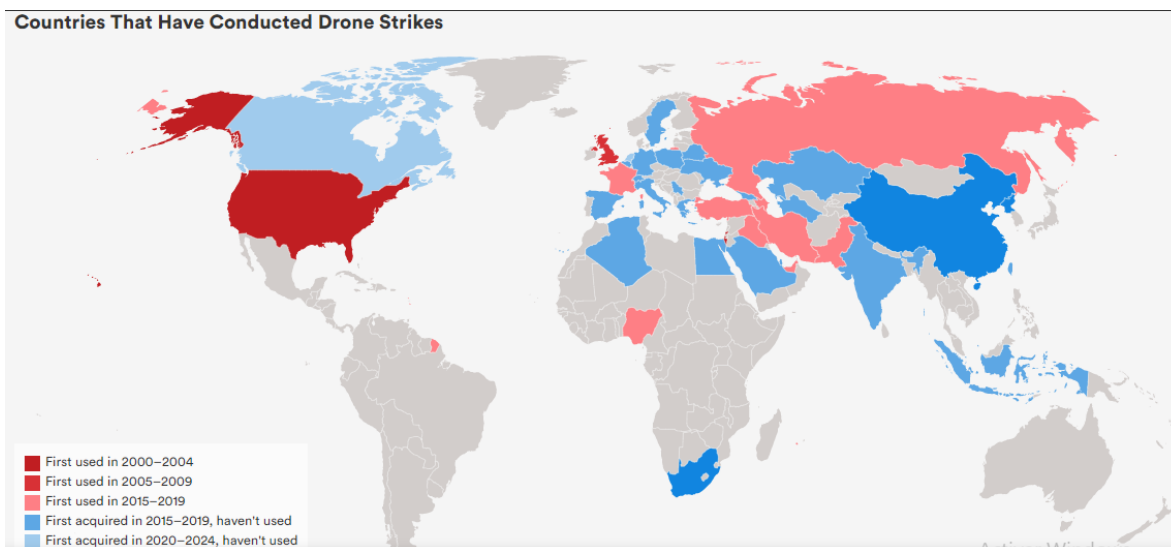 Countries That Have Conducted Drone Strikes
First used in 2000–2004
First used in 2005–2009
First used in 2015–2019
First acquired in 2015–2019, haven't used
First acquired in 2020–2024, haven't used